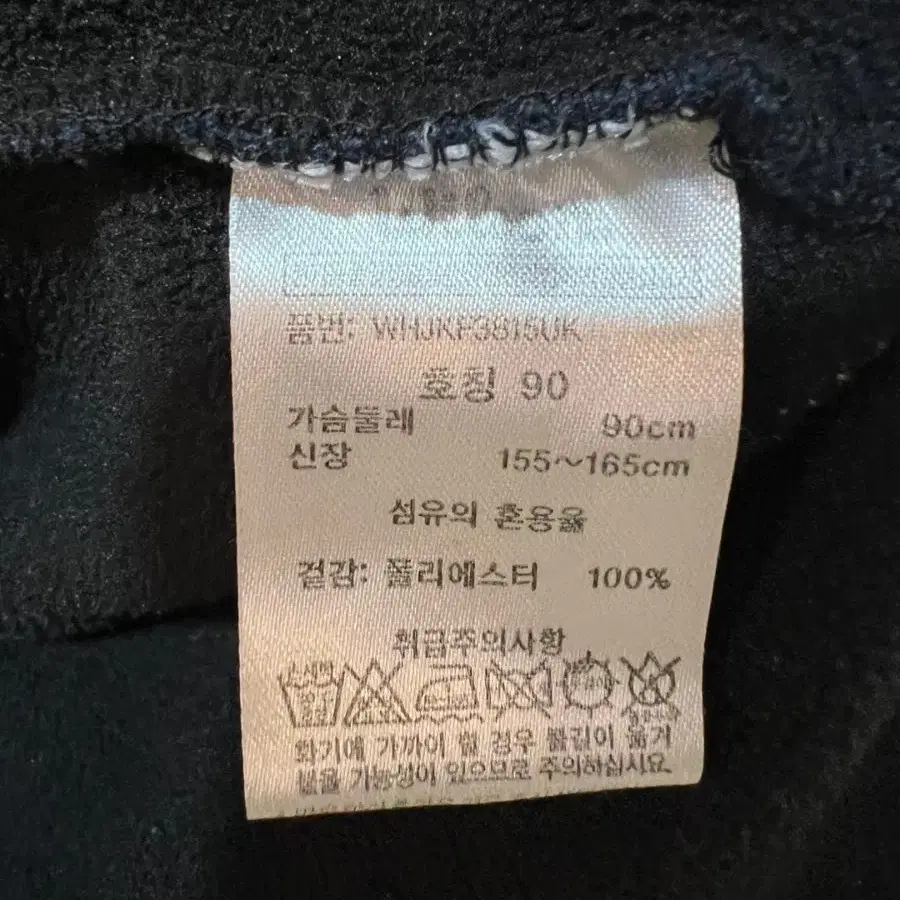 품번: WHJKF3815UK
호칭 90
가슴둘레 90cm
신장 155~165cm
섬유의 혼용율
겉감: 폴리에스터 100%
취급주의사항
화기에 가까이 할 경우 불길이 옮겨
붙을 가능성이 있으므로 주의하십시요.